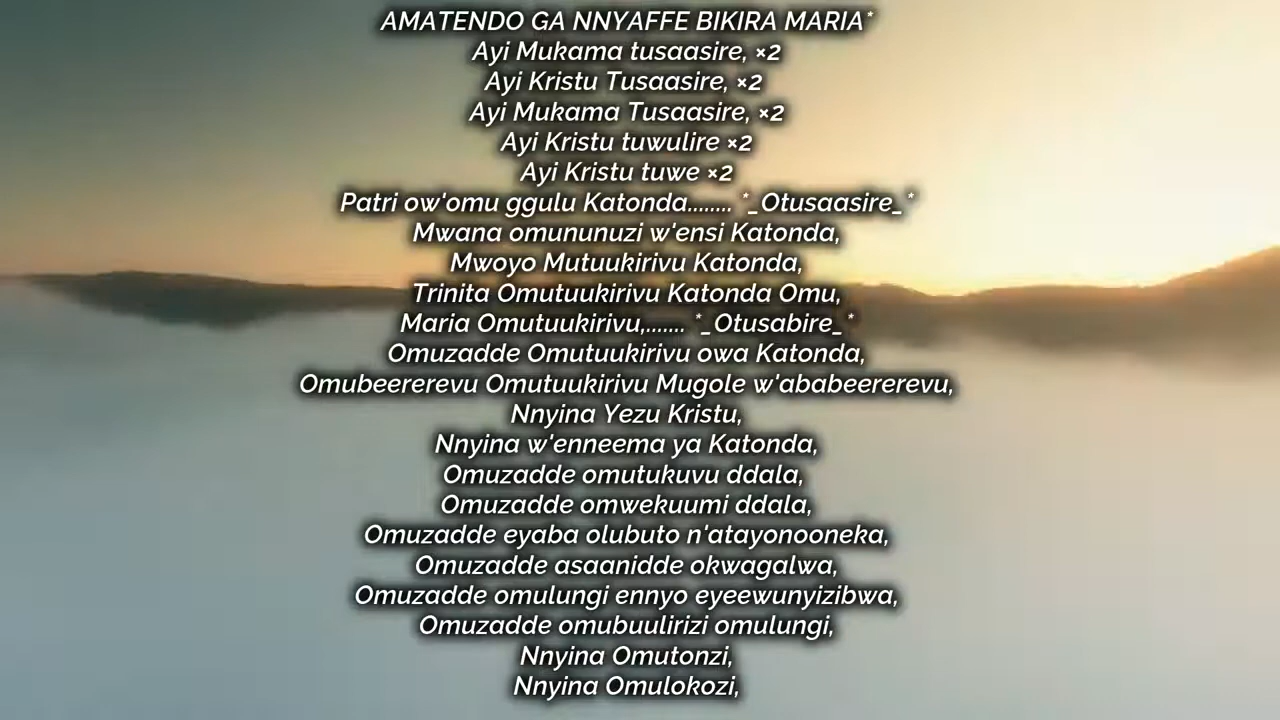 AMATENDO GA NNYAFFE BIKIRA MARIA*
Ayi Mukama tusaasire, ×2
Ayi Kristu Tusaasire, ×2
Ayi Mukama Tusaasire, ×2
Ayi Kristu tuwulire ×2
Ayi Kristu tuwe ×2
Patri ow'omu ggulu Katonda........ *_Otusaasire_*
Mwana omununuzi w'ensi Katonda,
Mwoyo Mutuukirivu Katonda,
Trinita Omutuukirivu Katonda Omu,
Maria Omutuukirivu,....... *_Otusabire_*
Omuzadde Omutuukirivu owa Katonda,
Omubeererevu Omutuukirivu Mugole w'ababeererevu,
Nnyina Yezu Kristu,
Nnyina w'enneema ya Katonda,
Omuzadde omutukuvu ddala,
Omuzadde omwekuumi ddala,
Omuzadde eyaba olubuto n'atayonooneka,
Omuzadde asaanidde okwagalwa,
Omuzadde omulungi ennyo eyeewunyizibwa,
Omuzadde omubuulirizi omulungi,
Nnyina Omutonzi,
Nnyina Omulokozi,